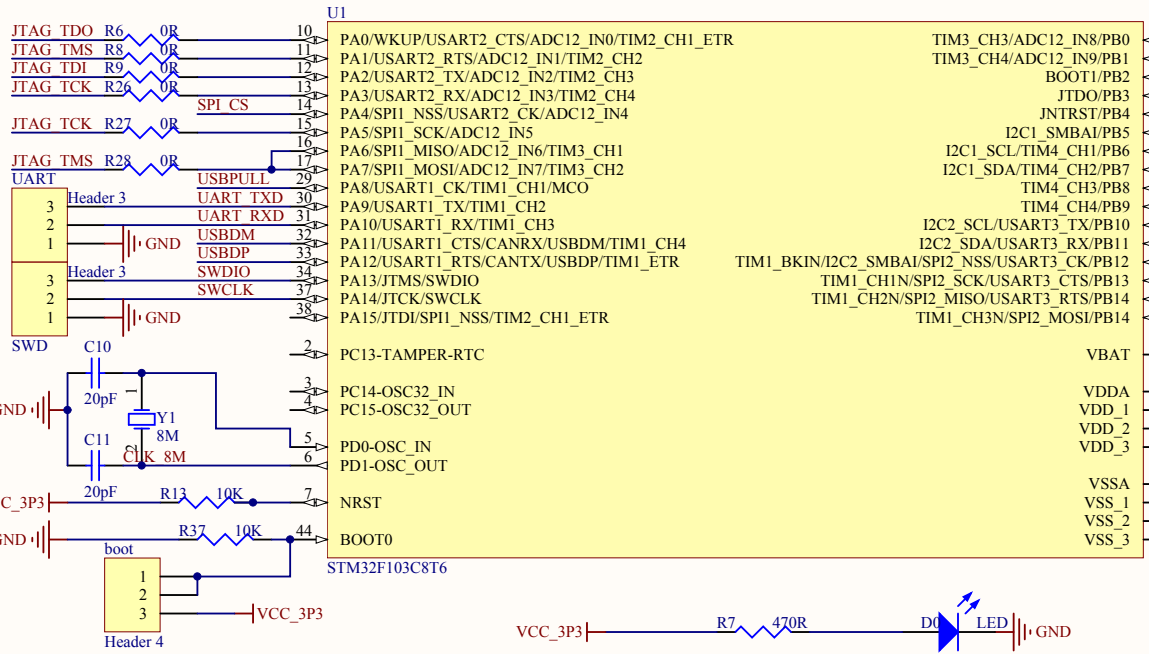 U1
JTAG_TDO R6 0R 10 PA0/WKUP/USART2_CTS/ADC12_IN0/TIM2_CH1_ETR TIM3_CH3/ADC12_IN8/PB0
JTAG_TMS R8 0R 11 PA1/USART2_RTS/ADC12_IN1/TIM2_CH2 TIM3_CH4/ADC12_IN9/PB1
JTAG_TDI R9 0R 12 PA2/USART2_TX/ADC12_IN2/TIM2_CH3 BOOT1/PB2
JTAG_TCK R26 0R 13 PA3/USART2_RX/ADC12_IN3/TIM2_CH4 JTDO/PB3
SPI_CS 14 PA4/SPI1_NSS/USART2_CK/ADC12_IN4 JNTRST/PB4
JTAG_TCK R27 0R 15 PA5/SPI1_SCK/ADC12_IN5 I2C1_SMBAI/PB5
16 PA6/SPI1_MISO/ADC12_IN6/TIM3_CH1 I2C1_SCL/TIM4_CH1/PB6
JTAG_TMS R28 0R 17 PA7/SPI1_MOSI/ADC12_IN7/TIM3_CH2 I2C1_SDA/TIM4_CH2/PB7
UART USBPULL 29 PA8/USART1_CK/TIM1_CH1/MCO TIM4_CH3/PB8
Header 3
3 UART_TXD 30 PA9/USART1_TX/TIM1_CH2 TIM4_CH4/PB9
2 UART_RXD 31 PA10/USART1_RX/TIM1_CH3 I2C2_SCL/USART3_TX/PB10
1 GND USBDM 32 PA11/USART1_CTS/CANRX/USBDM/TIM1_CH4 I2C2_SDA/USART3_RX/PB11
USBDP 33 PA12/USART1_RTS/CANTX/USBDP/TIM1_ETR TIM1_BKIN/I2C2_SMBAI/SPI2_NSS/USART3_CK/PB12
Header 3
3 SWDIO 34 PA13/JTMS/SWDIO TIM1_CH1N/SPI2_SCK/USART3_CTS/PB13
2 SWCLK 37 PA14/JTCK/SWCLK TIM1_CH2N/SPI2_MISO/USART3_RTS/PB14
1 GND 38 PA15/JTDI/SPI1_NSS/TIM2_CH1_ETR TIM1_CH3N/SPI2_MOSI/PB14
SWD
C10 2 PC13-TAMPER-RTC VBAT
20pF 1 3 PC14-OSC32_IN VDDA
GND 4 PC15-OSC32_OUT VDD_1
Y1
8M VDD_2
C11 2 5 PD0-OSC_IN VDD_3
CLK_8M 6 PD1-OSC_OUT
20pF VSSA
C_3P3 R13 10K 7 NRST VSS_1
VSS_2
GND R37 10K 44 BOOT0 VSS_3
boot
STM32F103C8T6
1
2
3 VCC_3P3
Header 4
VCC_3P3 R7 470R D0 LED GND